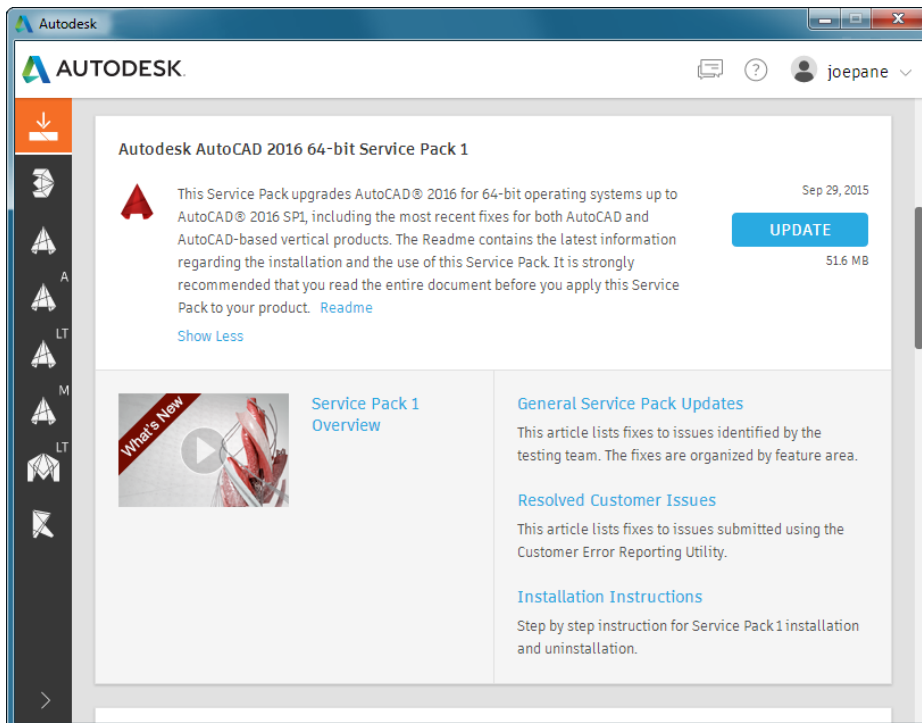 Autodesk
AUTODESK.
joepane
Autodesk AutoCAD 2016 64-bit Service Pack 1
This Service Pack upgrades AutoCAD® 2016 for 64-bit operating systems up to
AutoCAD® 2016 SP1, including the most recent fixes for both AutoCAD and
AutoCAD-based vertical products. The Readme contains the latest information
regarding the installation and the use of this Service Pack. It is strongly
recommended that you read the entire document before you apply this Service
Pack to your product. Readme
Show Less
Sep 29, 2015
UPDATE
51.6 MB
A
LT
M
LT
What's New
Service Pack 1
Overview
General Service Pack Updates
This article lists fixes to issues identified by the
testing team. The fixes are organized by feature area.
Resolved Customer Issues
This article lists fixes to issues submitted using the
Customer Error Reporting Utility.
Installation Instructions
Step by step instruction for Service Pack 1 installation
and uninstallation.